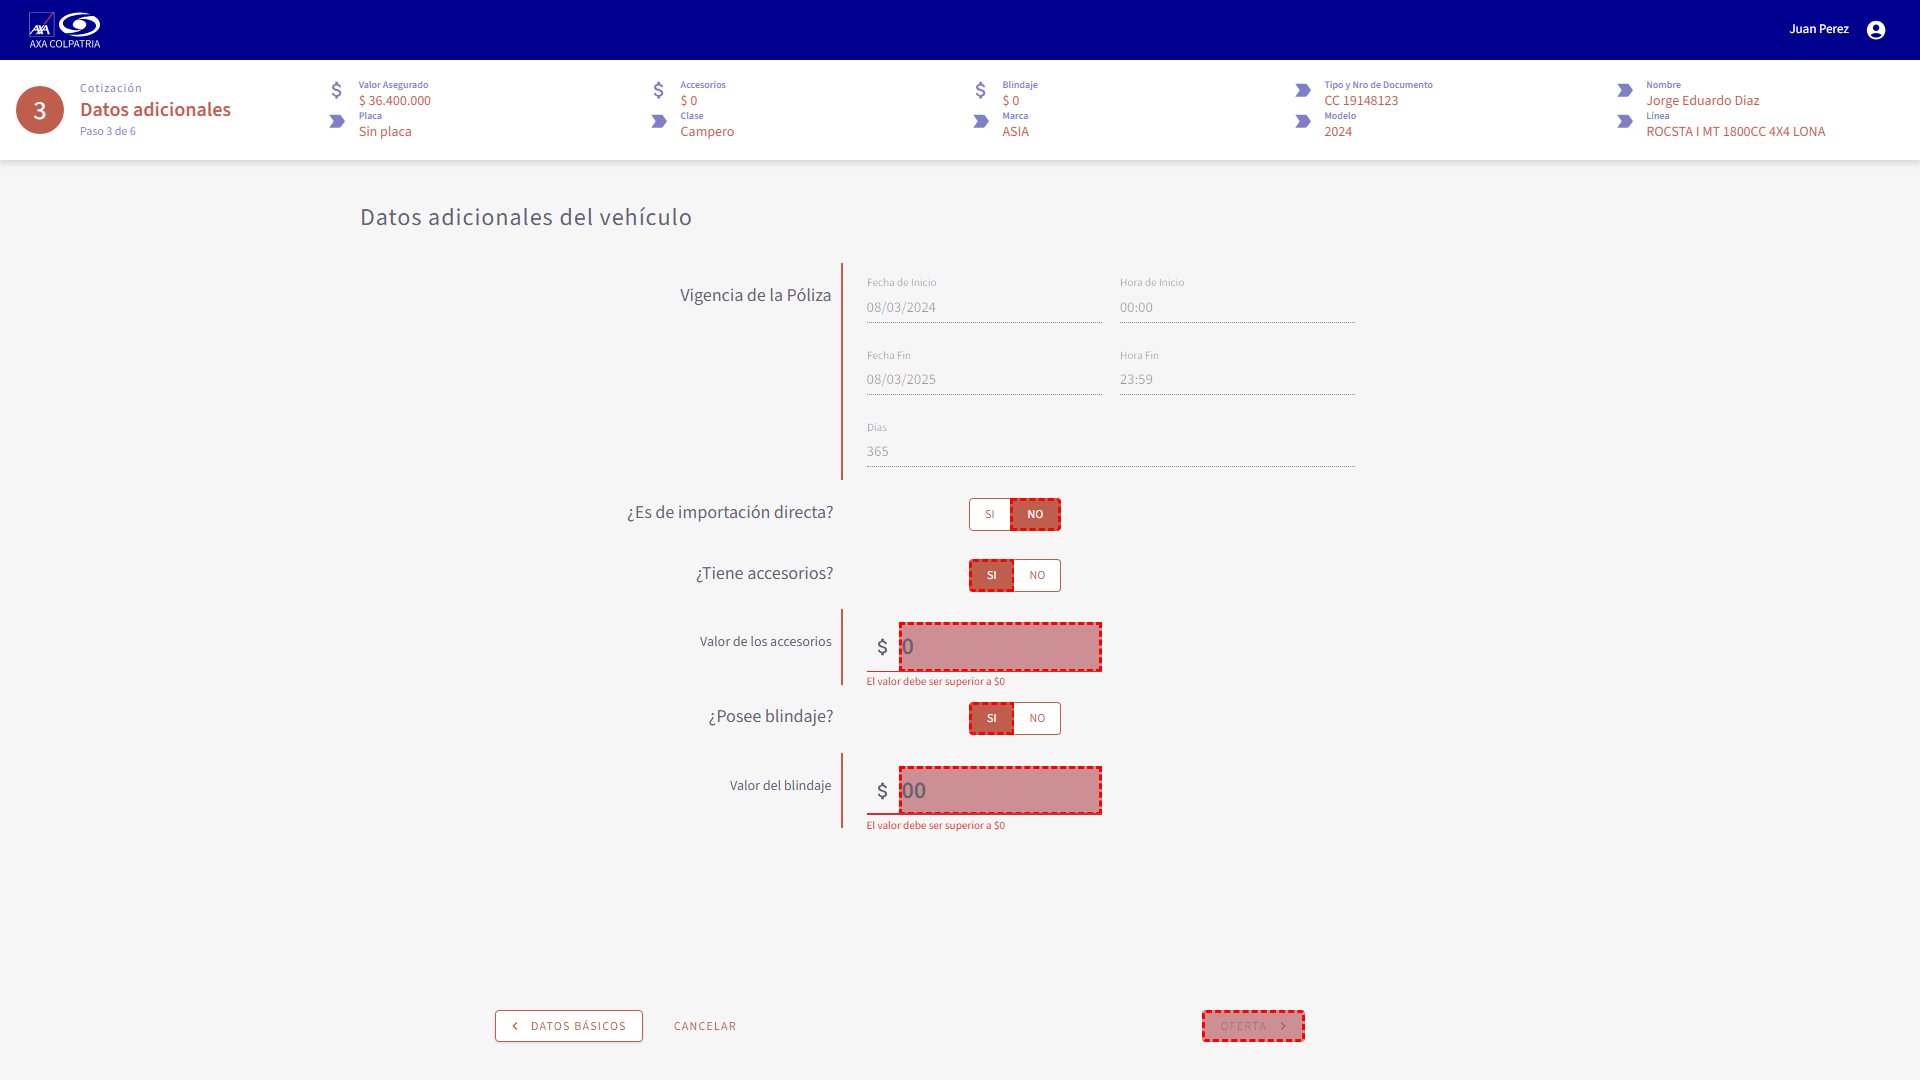 AXA
AXA COLPATRIA
Juan Perez
3
Cotización
Datos adicionales
Paso 3 de 6
Valor Asegurado
$ 36.400.000
Placa
Sin placa
Accesorios
$ 0
Clase
Campero
Blindaje
$ 0
Marca
ASIA
Tipo y Nro de Documento
CC 19148123
Modelo
2024
Nombre
Jorge Eduardo Diaz
Línea
ROCSTA I MT 1800CC 4X4 LONA
Datos adicionales del vehículo
Vigencia de la Póliza
Fecha de Inicio
08/03/2024
Hora de Inicio
00:00
Fecha Fin
08/03/2025
Hora Fin
23:59
Días
365
¿Es de importación directa?
SI NO
¿Tiene accesorios?
SI NO
Valor de los accesorios
$ 0
El valor debe ser superior a $0
¿Posee blindaje?
SI NO
Valor del blindaje
$ 00
El valor debe ser superior a $0
DATOS BÁSICOS
CANCELAR
OFERTA